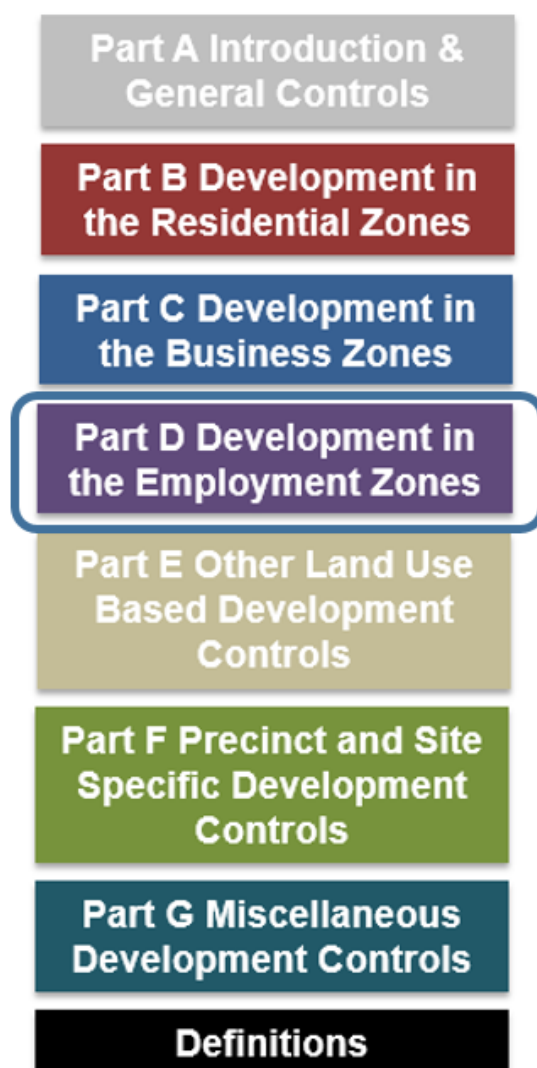 Part A Introduction &
General Controls
Part B Development in
the Residential Zones
Part C Development in
the Business Zones
Part D Development in
the Employment Zones
Part E Other Land Use
Based Development
Controls
Part F Precinct and Site
Specific Development
Controls
Part G Miscellaneous
Development Controls
Definitions